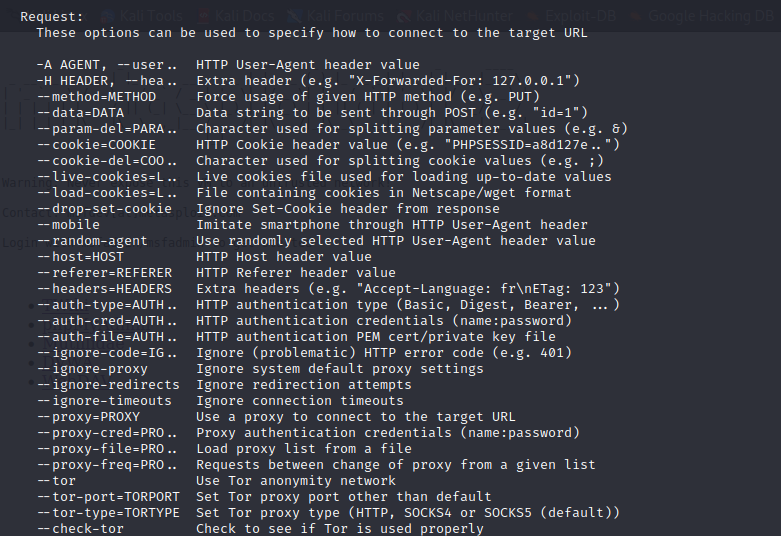 Kali Tools Kali Docs Kali Forums Kali NetHunter Exploit-DB Google Hacking DB
Request:
These options can be used to specify how to connect to the target URL
-A AGENT, --user.. HTTP User-Agent header value
-H HEADER, --hea.. Extra header (e.g. "X-Forwarded-For: 127.0.0.1")
--method=METHOD Force usage of given HTTP method (e.g. PUT)
--data=DATA Data string to be sent through POST (e.g. "id=1")
--param-del=PARA.. Character used for splitting parameter values (e.g. &)
--cookie=COOKIE HTTP Cookie header value (e.g. "PHPSESSID=a8d127e..")
--cookie-del=COO.. Character used for splitting cookie values (e.g. ;)
--live-cookies=L.. Live cookies file used for loading up-to-date values
--load-cookies=L.. File containing cookies in Netscape/wget format
--drop-set-cookie Ignore Set-Cookie header from response
--mobile Imitate smartphone through HTTP User-Agent header
--random-agent Use randomly selected HTTP User-Agent header value
--host=HOST HTTP Host header value
--referer=REFERER HTTP Referer header value
--headers=HEADERS Extra headers (e.g. "Accept-Language: fr\nETag: 123")
--auth-type=AUTH.. HTTP authentication type (Basic, Digest, Bearer, ...)
--auth-cred=AUTH.. HTTP authentication credentials (name:password)
--auth-file=AUTH.. HTTP authentication PEM cert/private key file
--ignore-code=IG.. Ignore (problematic) HTTP error code (e.g. 401)
--ignore-proxy Ignore system default proxy settings
--ignore-redirects Ignore redirection attempts
--ignore-timeouts Ignore connection timeouts
--proxy=PROXY Use a proxy to connect to the target URL
--proxy-cred=PRO.. Proxy authentication credentials (name:password)
--proxy-file=PRO.. Load proxy list from a file
--proxy-freq=PRO.. Requests between change of proxy from a given list
--tor Use Tor anonymity network
--tor-port=TORPORT Set Tor proxy port other than default
--tor-type=TORTYPE Set Tor proxy type (HTTP, SOCKS4 or SOCKS5 (default))
--check-tor Check to see if Tor is used properly